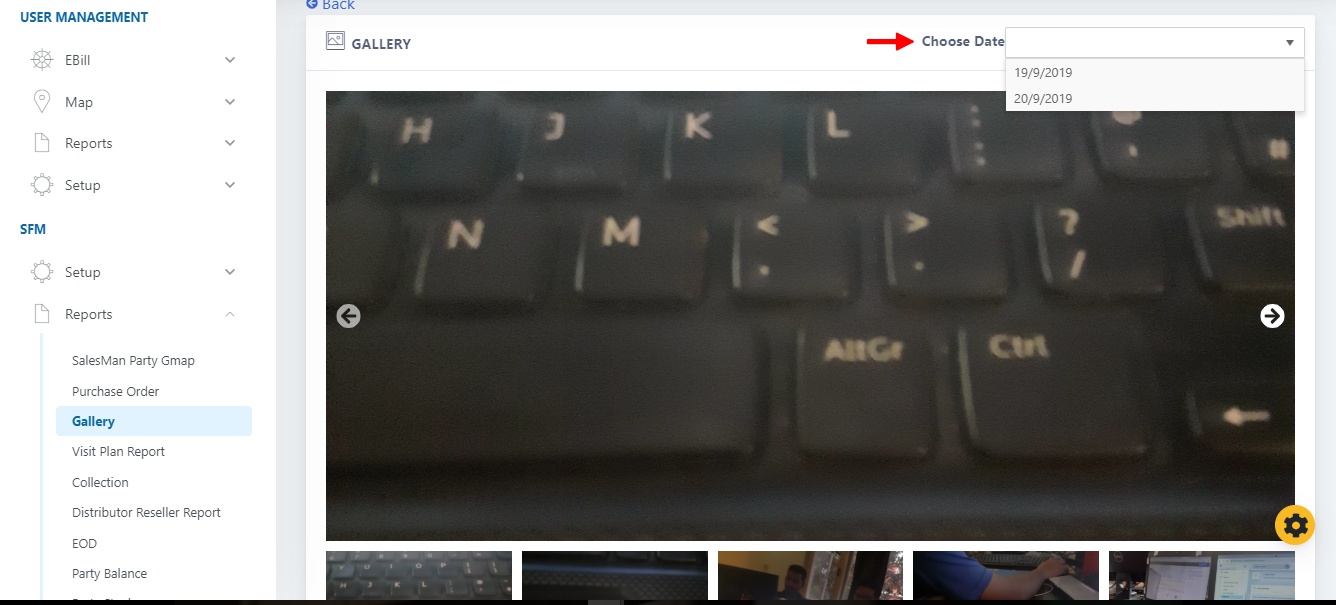 Back
USER MANAGEMENT
EBill
Map
Reports
Setup
SFM
Setup
Reports
SalesMan Party Gmap
Purchase Order
Gallery
Visit Plan Report
Collection
Distributor Reseller Report
EOD
Party Balance
GALLERY
Choose Date
19/9/2019
20/9/2019
H J K L : "
; '
N M < > ? Shift
, . /
AltGr Ctrl